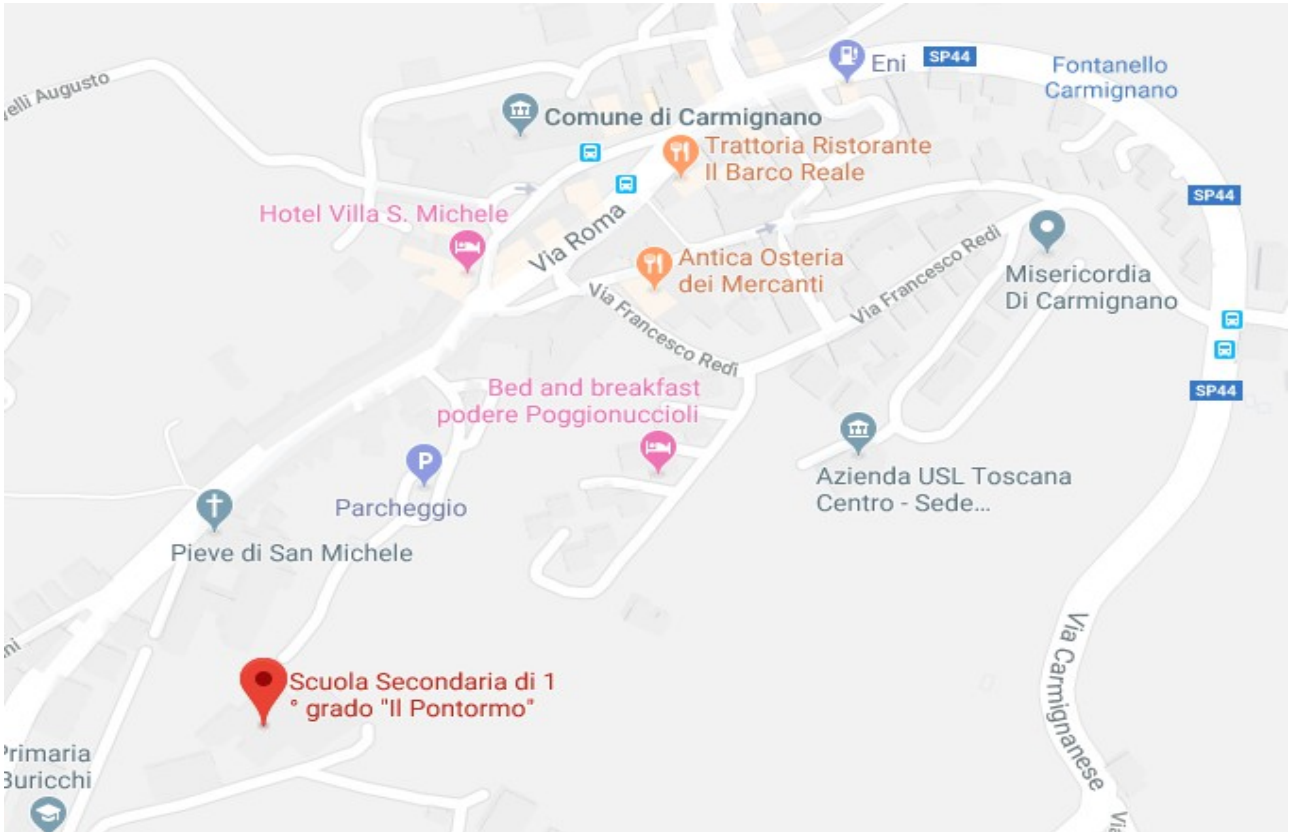 velli Augusto
Eni
SP44
Fontanello
Carmignano
Comune di Carmignano
Trattoria Ristorante
Il Barco Reale
SP44
Hotel Villa S. Michele
Via Roma
Antica Osteria
dei Mercanti
Via Francesco Redi
Misericordia
Di Carmignano
Via Francesco Redi
Bed and breakfast
podere Poggionuccioli
SP44
P
Parcheggio
Azienda USL Toscana
Centro - Sede...
Pieve di San Michele
ni
Via Carmignanese
Scuola Secondaria di 1
° grado "Il Pontormo"
Primaria
Buricchi
Via